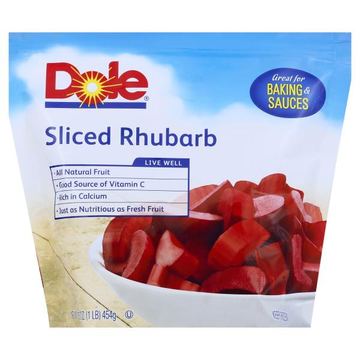 Dole®
Great for
BAKING &
SAUCES
Sliced Rhubarb
LIVE WELL
• All Natural Fruit
• Good Source of Vitamin C
• Rich in Calcium
• Just as Nutritious as Fresh Fruit
(1 LB) 454g
U